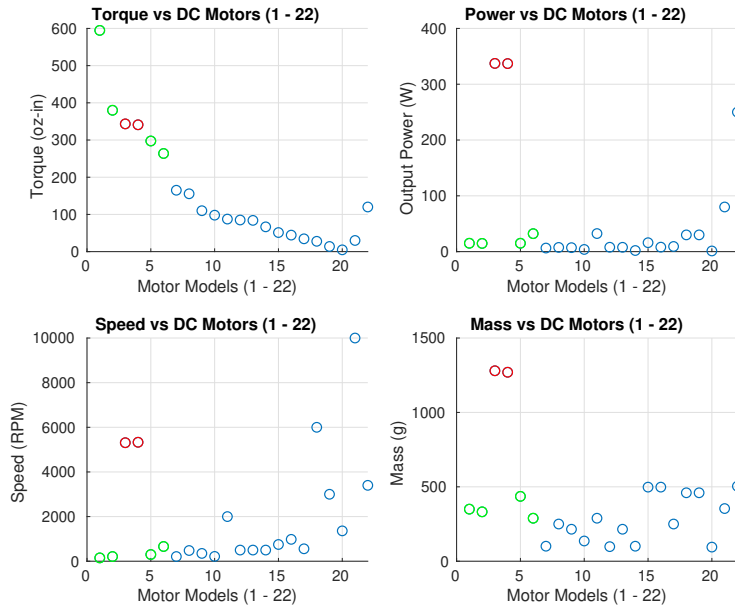 Torque vs DC Motors (1 - 22)
600
500
400
300
200
100
0
Torque (oz-in)
0 5 10 15 20
Motor Models (1 - 22)
Power vs DC Motors (1 - 22)
400
300
200
100
0
Output Power (W)
0 5 10 15 20
Motor Models (1 - 22)
Speed vs DC Motors (1 - 22)
10000
8000
6000
4000
2000
0
Speed (RPM)
0 5 10 15 20
Motor Models (1 - 22)
Mass vs DC Motors (1 - 22)
1500
1000
500
0
Mass (g)
0 5 10 15 20
Motor Models (1 - 22)